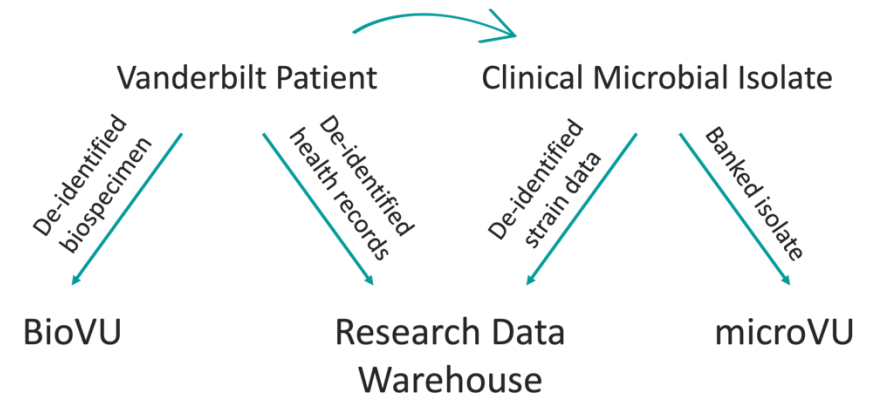 Vanderbilt Patient
Clinical Microbial Isolate
De-identified
biospecimen
De-identified
health records
De-identified
strain data
Banked isolate
BioVU
Research Data
Warehouse
microVU